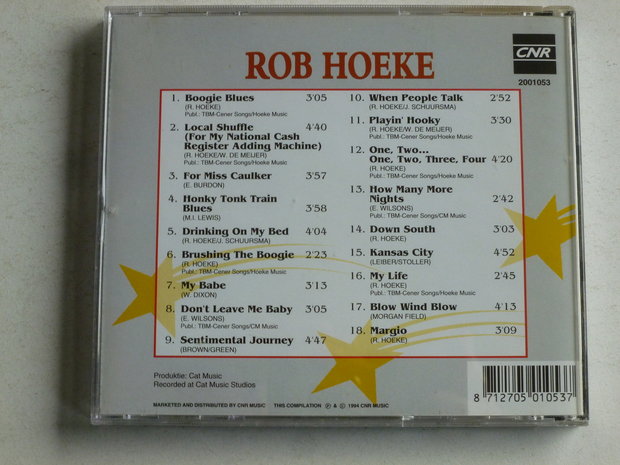 CNR
2001053
ROB HOEKE
1. Boogie Blues 3'05
(R. HOEKE)
Publ.: TBM-Cener Songs/Hoeke Music
2. Local Shuffle 4'40
(For My National Cash
Register Adding Machine)
(R. HOEKE/W. DE MEIJER)
Publ.: TBM-Cener Songs/Hoeke Music
3. For Miss Caulker 3'57
(E. BURDON)
4. Honky Tonk Train
Blues 3'58
(M.I. LEWIS)
5. Drinking On My Bed 4'04
(R. HOEKE/J. SCHUURSMA)
6. Brushing The Boogie 2'23
(R. HOEKE)
Publ.: TBM-Cener Songs/Hoeke Music
7. My Babe 3'13
(W. DIXON)
8. Don't Leave Me Baby 3'05
(E. WILSONS)
Publ.: TBM-Cener Songs/CM Music
9. Sentimental Journey 4'47
(BROWN/GREEN)
10. When People Talk 2'52
(R. HOEKE/J. SCHUURSMA)
11. Playin' Hooky 3'30
(R. HOEKE/W. DE MEIJER)
Publ.: TBM-Cener Songs/Hoeke Music
12. One, Two...
One, Two, Three, Four 4'20
(R. HOEKE)
Publ.: TBM-Cener Songs/Hoeke Music
13. How Many More
Nights 2'42
(E. WILSONS)
Publ.: TBM-Cener Songs/CM Music
14. Down South 3'03
(R. HOEKE)
15. Kansas City 4'52
(LEIBER/STOLLER)
16. My Life 2'45
(R. HOEKE)
Publ.: TBM-Cener Songs/Hoeke Music
17. Blow Wind Blow 4'13
(MORGAN FIELD)
18. Margio 3'09
(R. HOEKE)
Produktie: Cat Music
Recorded at Cat Music Studios
MARKETED AND DISTRIBUTED BY CNR MUSIC THIS COMPILATION ℗ & © 1994 CNR MUSIC
8 712705 010537